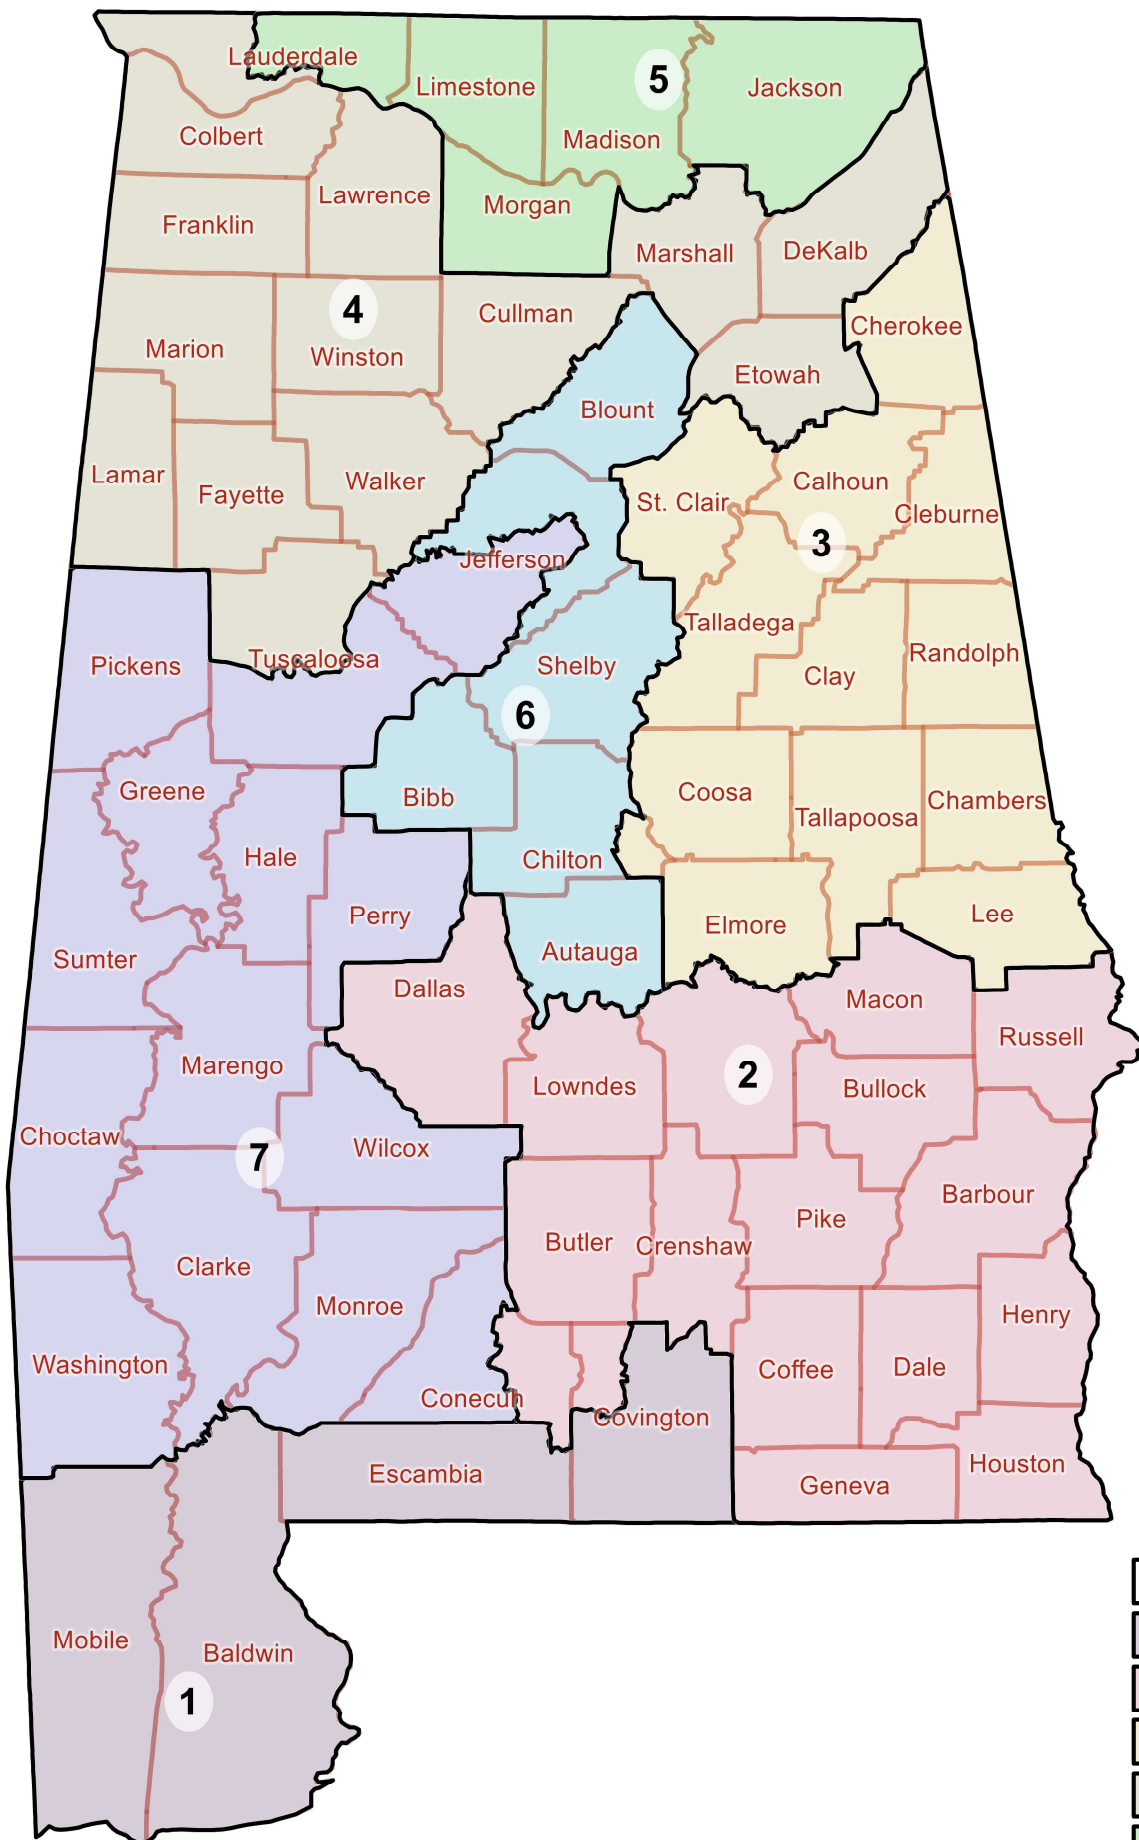 Lauderdale
Limestone
5
Jackson
Colbert
Madison
Lawrence
Morgan
Franklin
Marshall
DeKalb
4
Cullman
Cherokee
Marion
Winston
Etowah
Blount
Lamar
Fayette
Walker
St. Clair
Calhoun
Cleburne
3
Jefferson
Talladega
Randolph
Pickens
Tuscaloosa
Shelby
Clay
6
Greene
Bibb
Coosa
Tallapoosa
Chambers
Hale
Chilton
Perry
Elmore
Lee
Sumter
Autauga
Dallas
Macon
Russell
Marengo
Lowndes
2
Bullock
Choctaw
7
Wilcox
Barbour
Pike
Butler
Crenshaw
Clarke
Monroe
Henry
Washington
Coffee
Dale
Conecuh
Covington
Escambia
Geneva
Houston
Mobile
Baldwin
1